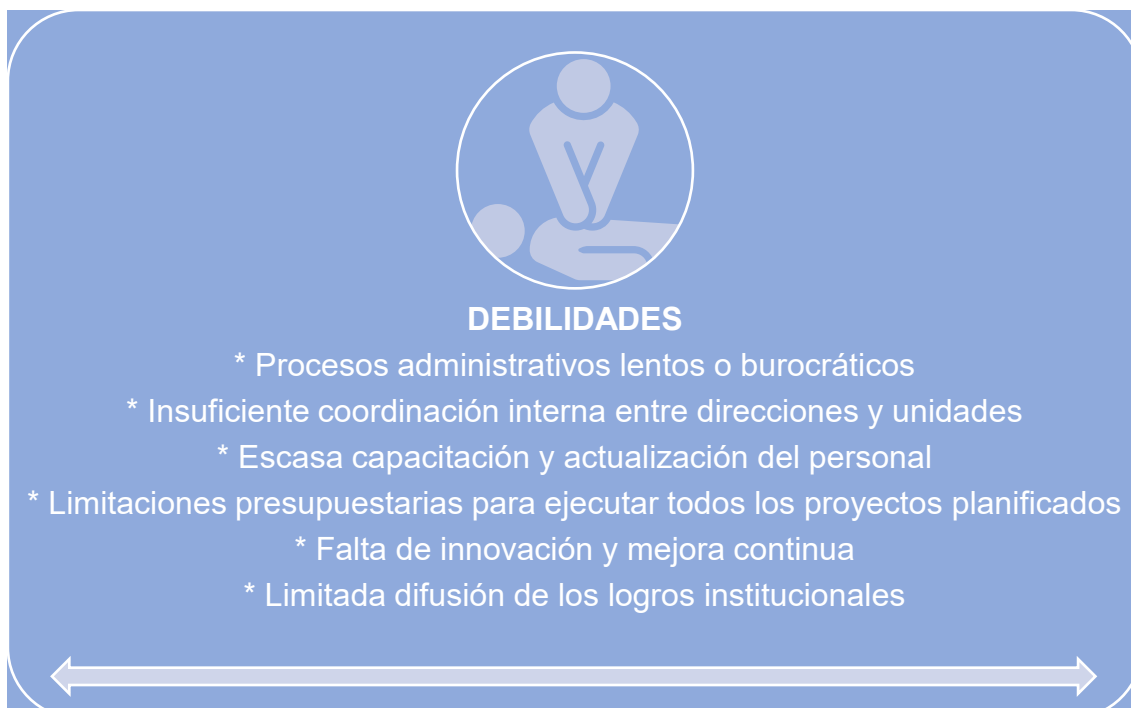 DEBILIDADES
* Procesos administrativos lentos o burocráticos
* Insuficiente coordinación interna entre direcciones y unidades
* Escasa capacitación y actualización del personal
* Limitaciones presupuestarias para ejecutar todos los proyectos planificados
* Falta de innovación y mejora continua
* Limitada difusión de los logros institucionales